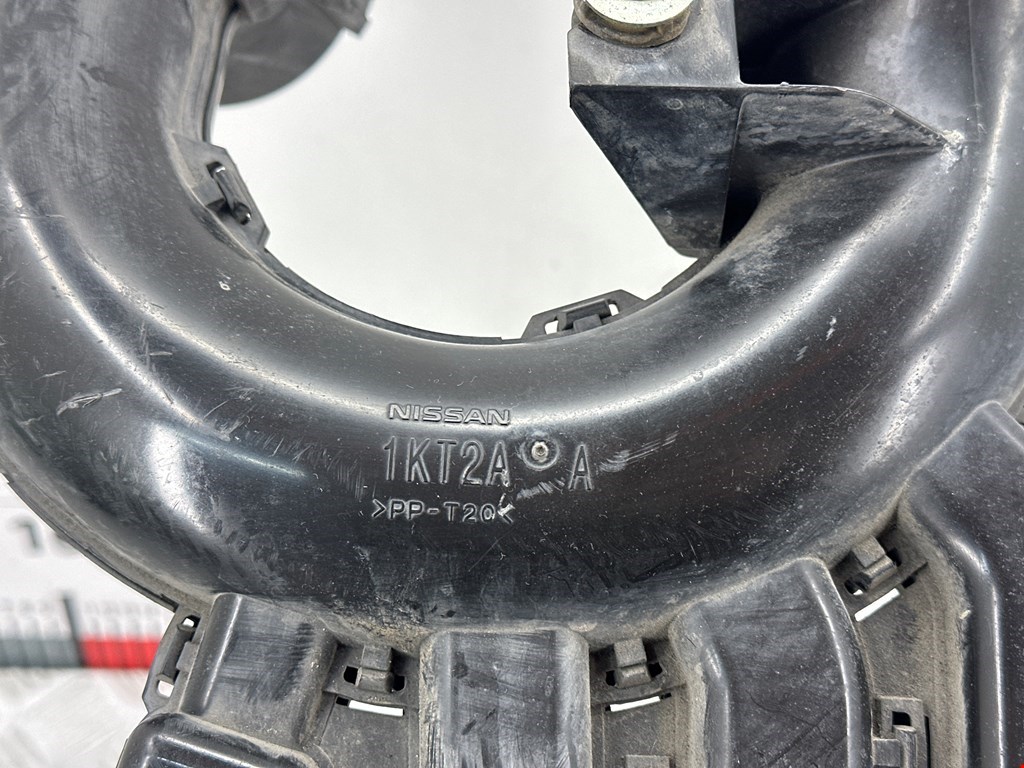 NISSAN
1KT2A A
>PP-T20<